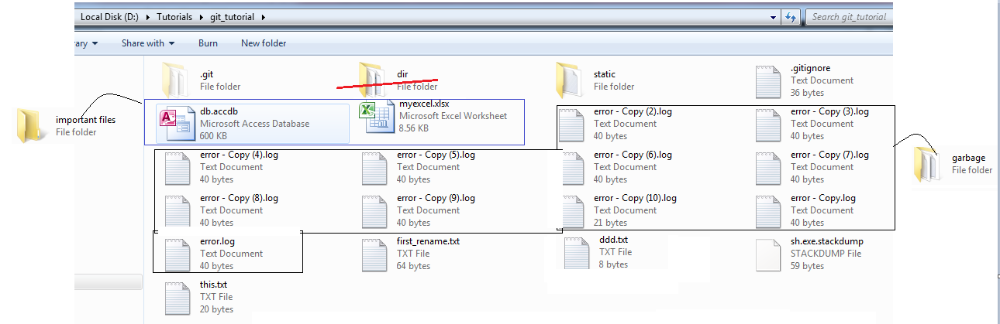 Local Disk (D:) ▸ Tutorials ▸ git_tutorial ▸
Search git_tutorial
rary
Share with
Burn
New folder
.git
File folder
dir
File folder
static
File folder
.gitignore
Text Document
36 bytes
important files
File folder
db.accdb
Microsoft Access Database
600 KB
myexcel.xlsx
Microsoft Excel Worksheet
8.56 KB
error - Copy (2).log
Text Document
40 bytes
error - Copy (3).log
Text Document
40 bytes
garbage
File folder
error - Copy (4).log
Text Document
40 bytes
error - Copy (5).log
Text Document
40 bytes
error - Copy (6).log
Text Document
40 bytes
error - Copy (7).log
Text Document
40 bytes
error - Copy (8).log
Text Document
40 bytes
error - Copy (9).log
Text Document
40 bytes
error - Copy (10).log
Text Document
21 bytes
error - Copy.log
Text Document
40 bytes
error.log
Text Document
40 bytes
first_rename.txt
TXT File
64 bytes
ddd.txt
TXT File
8 bytes
sh.exe.stackdump
STACKDUMP File
59 bytes
this.txt
TXT File
20 bytes